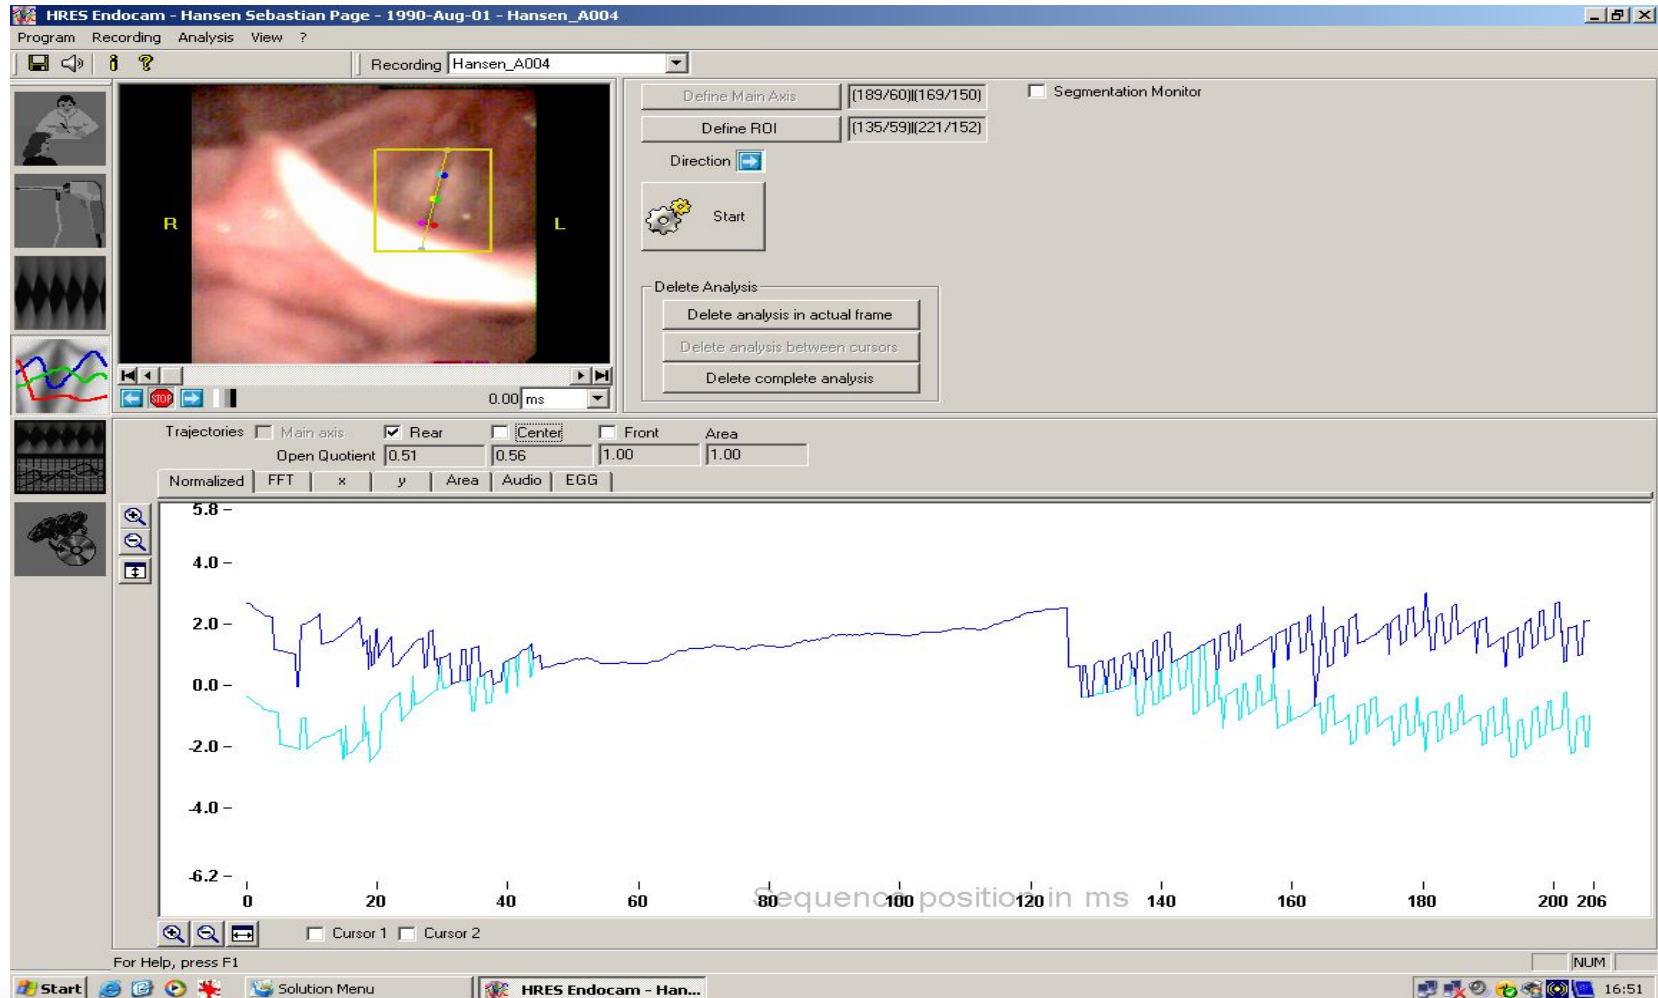 HRES Endocam - Hansen Sebastian Page - 1990-Aug-01 - Hansen_A004
Program Recording Analysis View ?
Recording Hansen_A004
R L
0.00 ms
Define Main Axis (189/60)|(169/150) Segmentation Monitor
Define ROI (135/59)|(221/152)
Direction
Start
Delete Analysis
Delete analysis in actual frame
Delete analysis between cursors
Delete complete analysis
STOP
Trajectories Main axis Rear Center Front Area
Open Quotient 0.51 0.56 1.00 1.00
Normalized FFT x y Area Audio EGG
5.8
4.0
2.0
0.0
-2.0
-4.0
-6.2
0 20 40 60 80 100 120 140 160 180 200 206
Sequence position in ms
Cursor 1 Cursor 2
For Help, press F1 NUM
Start Solution Menu HRES Endocam - Han... 16:51